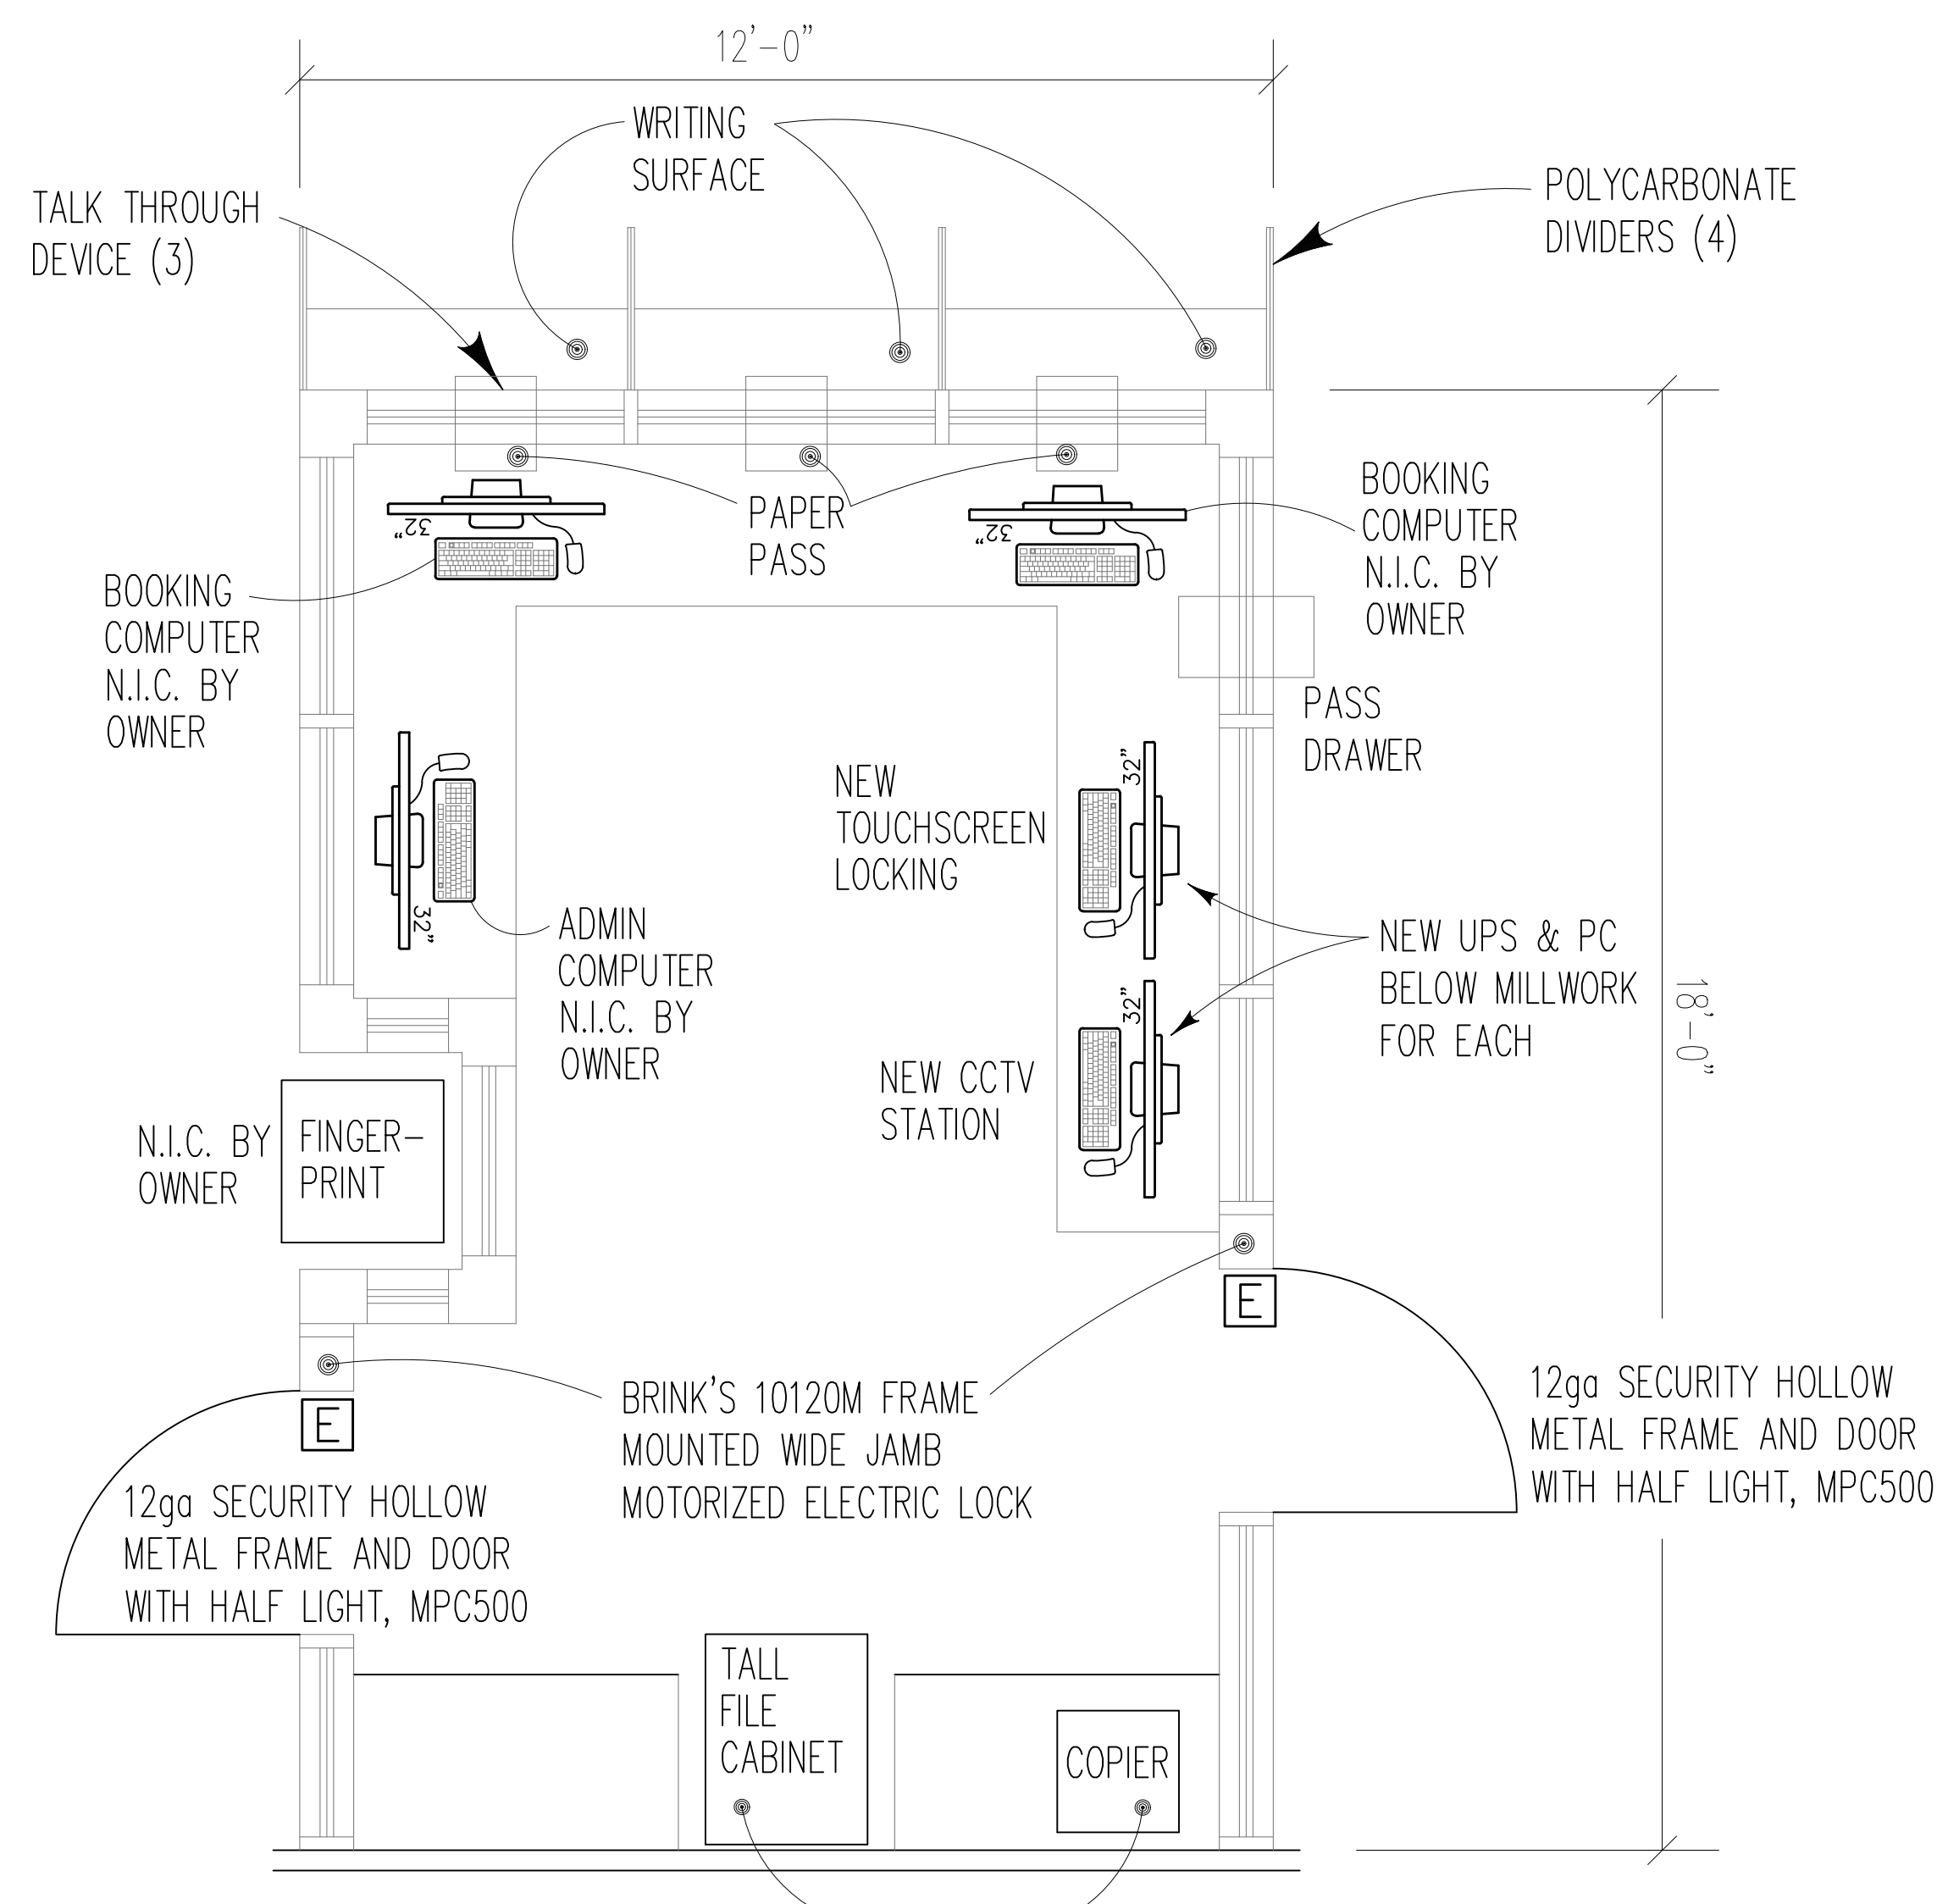 12'-0"
WRITING
SURFACE
TALK THROUGH
DEVICE (3)
POLYCARBONATE
DIVIDERS (4)
PAPER
PASS
32"
32"
BOOKING
COMPUTER
N.I.C. BY
OWNER
BOOKING
COMPUTER
N.I.C. BY
OWNER
PASS
DRAWER
NEW
TOUCHSCREEN
LOCKING
32"
32"
ADMIN
COMPUTER
N.I.C. BY
OWNER
NEW UPS & PC
BELOW MILLWORK
FOR EACH
18'-0"
32"
NEW CCTV
STATION
N.I.C. BY
OWNER
FINGER-
PRINT
E
E
BRINK'S 10120M FRAME
MOUNTED WIDE JAMB
MOTORIZED ELECTRIC LOCK
12ga SECURITY HOLLOW
METAL FRAME AND DOOR
WITH HALF LIGHT, MPC500
12ga SECURITY HOLLOW
METAL FRAME AND DOOR
WITH HALF LIGHT, MPC500
TALL
FILE
CABINET
COPIER